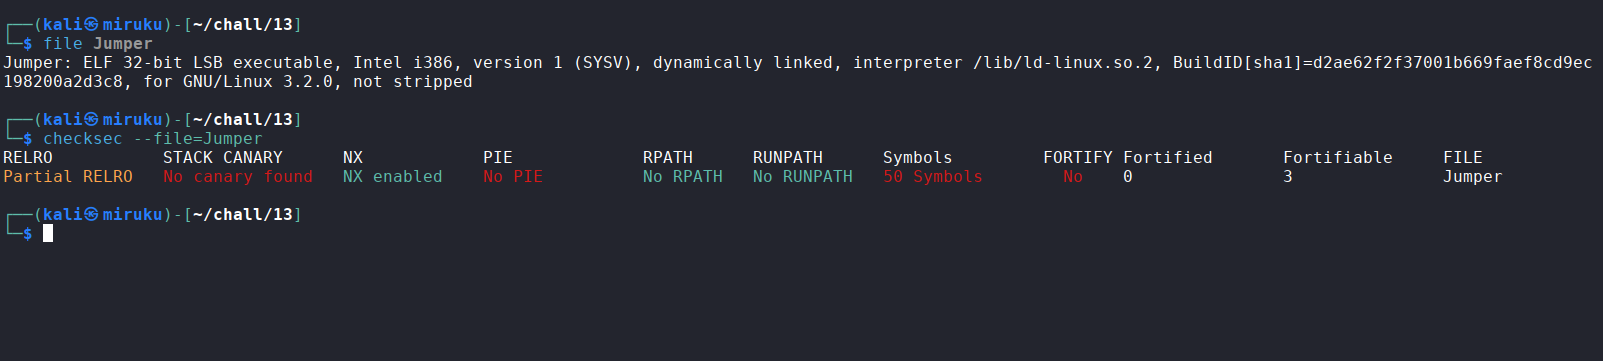 ┌──(kali㉿miruku)-[~/chall/13]
└─$ file Jumper
Jumper: ELF 32-bit LSB executable, Intel i386, version 1 (SYSV), dynamically linked, interpreter /lib/ld-linux.so.2, BuildID[sha1]=d2ae62f2f37001b669faef8cd9ec
198200a2d3c8, for GNU/Linux 3.2.0, not stripped
┌──(kali㉿miruku)-[~/chall/13]
└─$ checksec --file=Jumper
RELRO STACK CANARY NX PIE RPATH RUNPATH Symbols FORTIFY Fortified Fortifiable FILE
Partial RELRO No canary found NX enabled No PIE No RPATH No RUNPATH 50 Symbols No 0 3 Jumper
┌──(kali㉿miruku)-[~/chall/13]
└─$